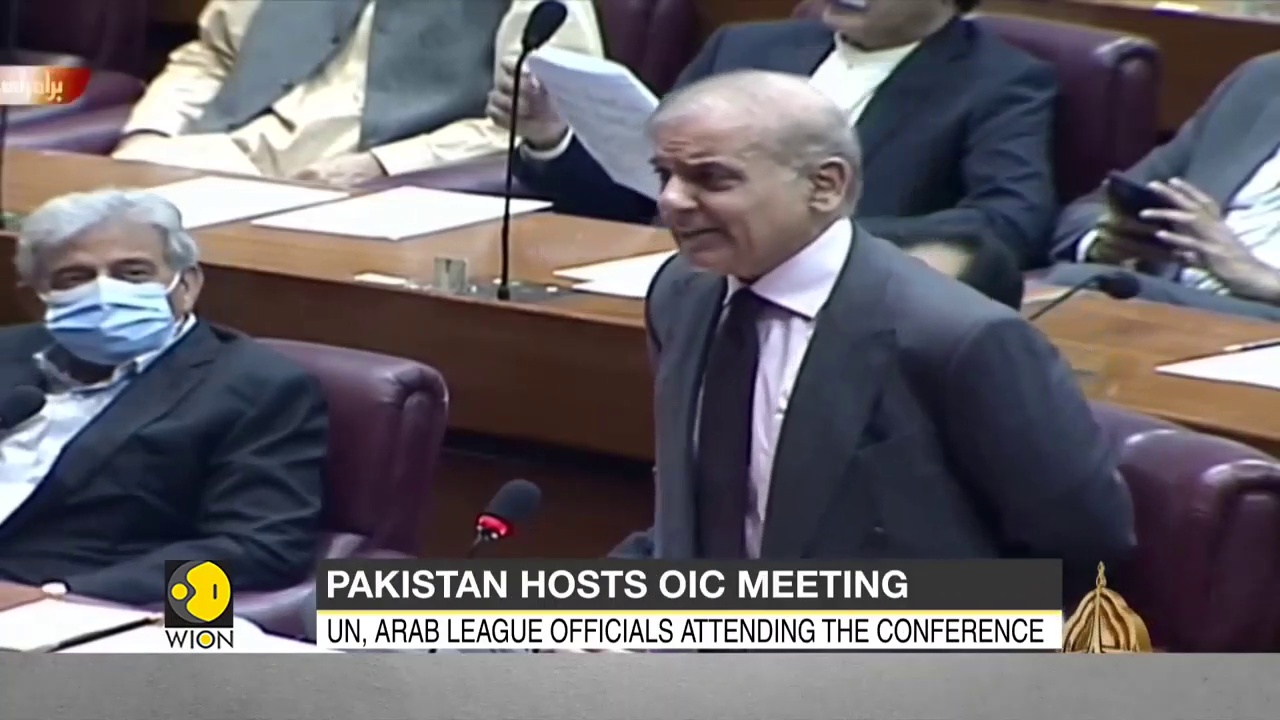 PAKISTAN HOSTS OIC MEETING
UN, ARAB LEAGUE OFFICIALS ATTENDING THE CONFERENCE
WION